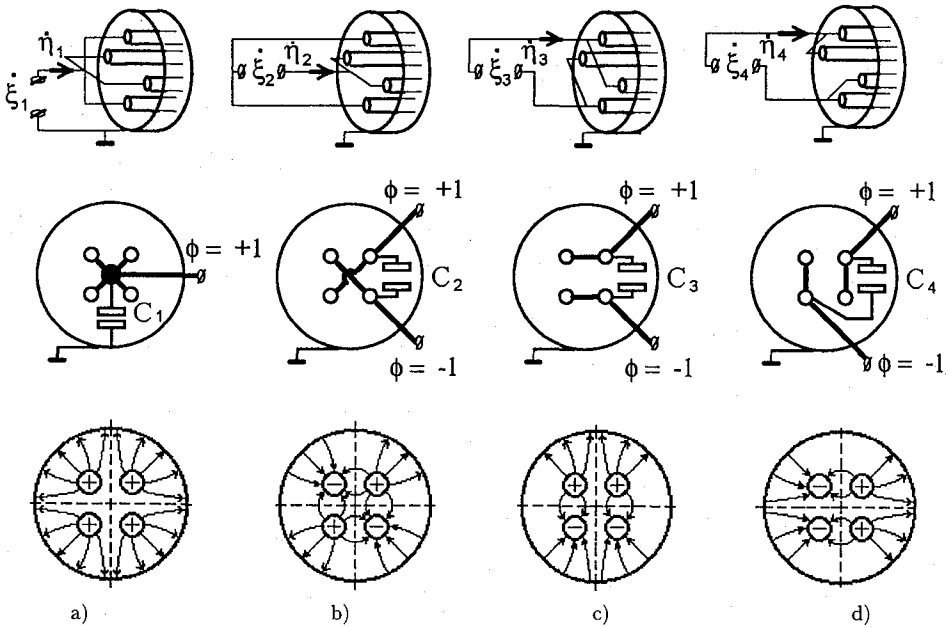 η̇₁ η̇₂ η̇₃ η̇₄
ξ̇₁ ξ̇₂ ξ̇₃ ξ̇₄
ϕ = +1 ϕ = +1 ϕ = +1
ϕ = +1
C₁ C₂ C₃ C₄
ϕ = -1 ϕ = -1 ϕ = -1
+ + - + + + - +
+ + + - - - - +
a) b) c) d)